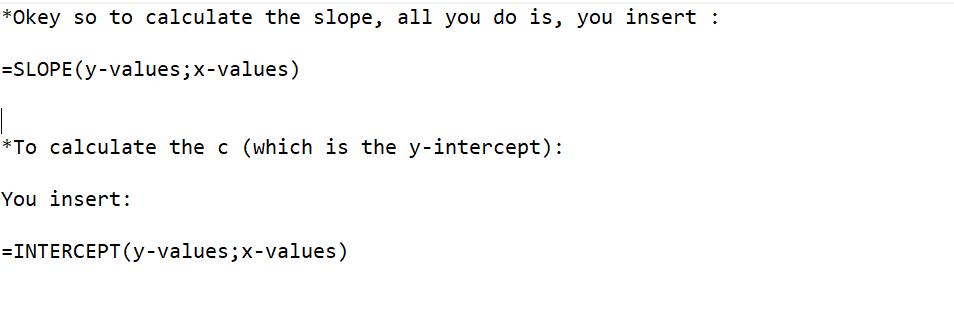 *Okey so to calculate the slope, all you do is, you insert :
=SLOPE(y-values;x-values)
*To calculate the c (which is the y-intercept):
You insert:
=INTERCEPT(y-values;x-values)